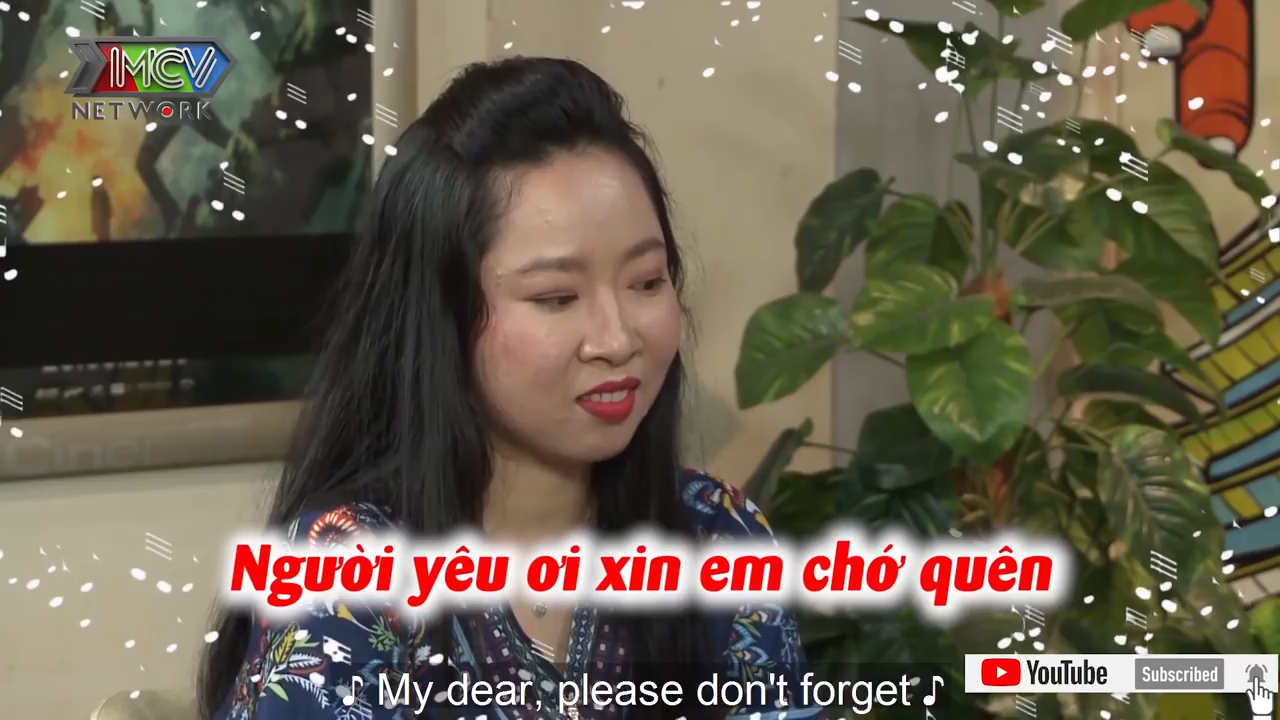 MCV
NETWORK
Người yêu ơi xin em chớ quên
♪ My dear, please don't forget ♪
YouTube
Subscribed